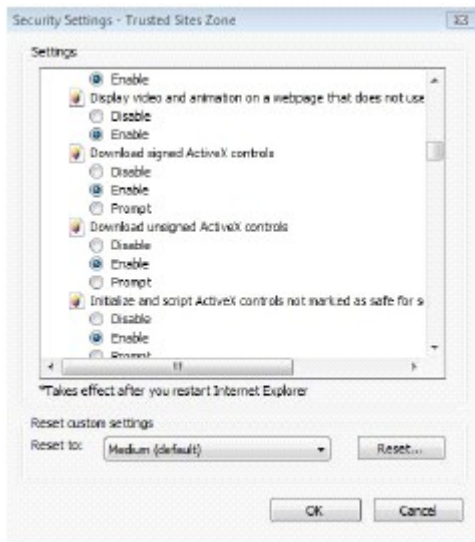 Security Settings - Trusted Sites Zone
Settings
Enable
Display video and animation on a webpage that does not use
Disable
Enable
Download signed ActiveX controls
Disable
Enable
Prompt
Download unsigned ActiveX controls
Disable
Enable
Prompt
Initialize and script ActiveX controls not marked as safe for s
Disable
Enable
Prompt
*Takes effect after you restart Internet Explorer
Reset custom settings
Reset to: Medium (default) Reset...
OK Cancel